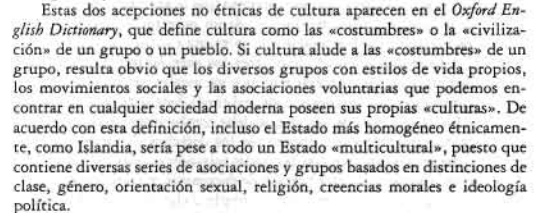 Estas dos acepciones no étnicas de cultura aparecen en el Oxford En-
glish Dictionary, que define cultura como las «costumbres» o la «civiliza-
ción» de un grupo o un pueblo. Si cultura alude a las «costumbres» de un
grupo, resulta obvio que los diversos grupos con estilos de vida propios,
los movimientos sociales y las asociaciones voluntarias que podemos en-
contrar en cualquier sociedad moderna poseen sus propias «culturas». De
acuerdo con esta definición, incluso el Estado más homogéneo étnicamen-
te, como Islandia, sería pese a todo un Estado «multicultural», puesto que
contiene diversas series de asociaciones y grupos basados en distinciones de
clase, género, orientación sexual, religión, creencias morales e ideología
política.